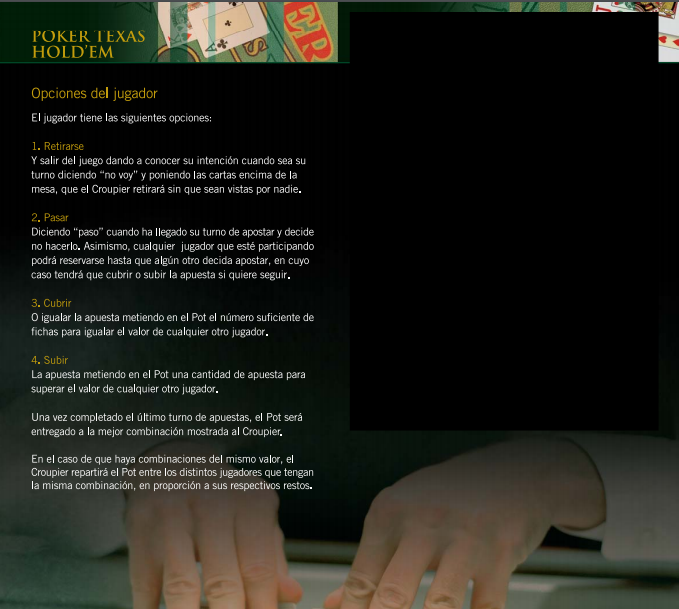 POKER TEXAS
HOLD'EM
ER
Opciones del jugador
El jugador tiene las siguientes opciones:
1. Retirarse
Y salir del juego dando a conocer su intención cuando sea su
turno diciendo “no voy” y poniendo las cartas encima de la
mesa, que el Croupier retirará sin que sean vistas por nadie.
2. Pasar
Diciendo “paso” cuando ha llegado su turno de apostar y decide
no hacerlo. Asimismo, cualquier jugador que esté participando
podrá reservarse hasta que algún otro decida apostar, en cuyo
caso tendrá que cubrir o subir la apuesta si quiere seguir.
3. Cubrir
O igualar la apuesta metiendo en el Pot el número suficiente de
fichas para igualar el valor de cualquier otro jugador.
4. Subir
La apuesta metiendo en el Pot una cantidad de apuesta para
superar el valor de cualquier otro jugador.
Una vez completado el último turno de apuestas, el Pot será
entregado a la mejor combinación mostrada al Croupier.
En el caso de que haya combinaciones del mismo valor, el
Croupier repartirá el Pot entre los distintos jugadores que tengan
la misma combinación, en proporción a sus respectivos restos.